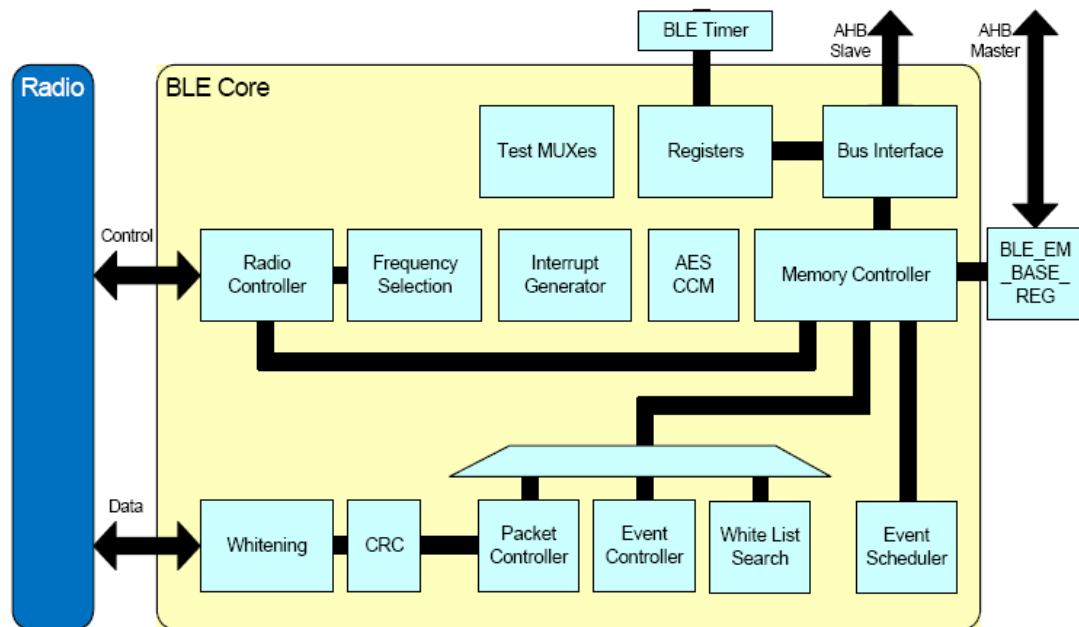 BLE Timer
AHB
Slave
AHB
Master
Radio
BLE Core
Test MUXes
Registers
Bus Interface
Control
Radio
Controller
Frequency
Selection
Interrupt
Generator
AES
CCM
Memory Controller
BLE_EM
_BASE_
REG
Data
Whitening
CRC
Packet
Controller
Event
Controller
White List
Search
Event
Scheduler